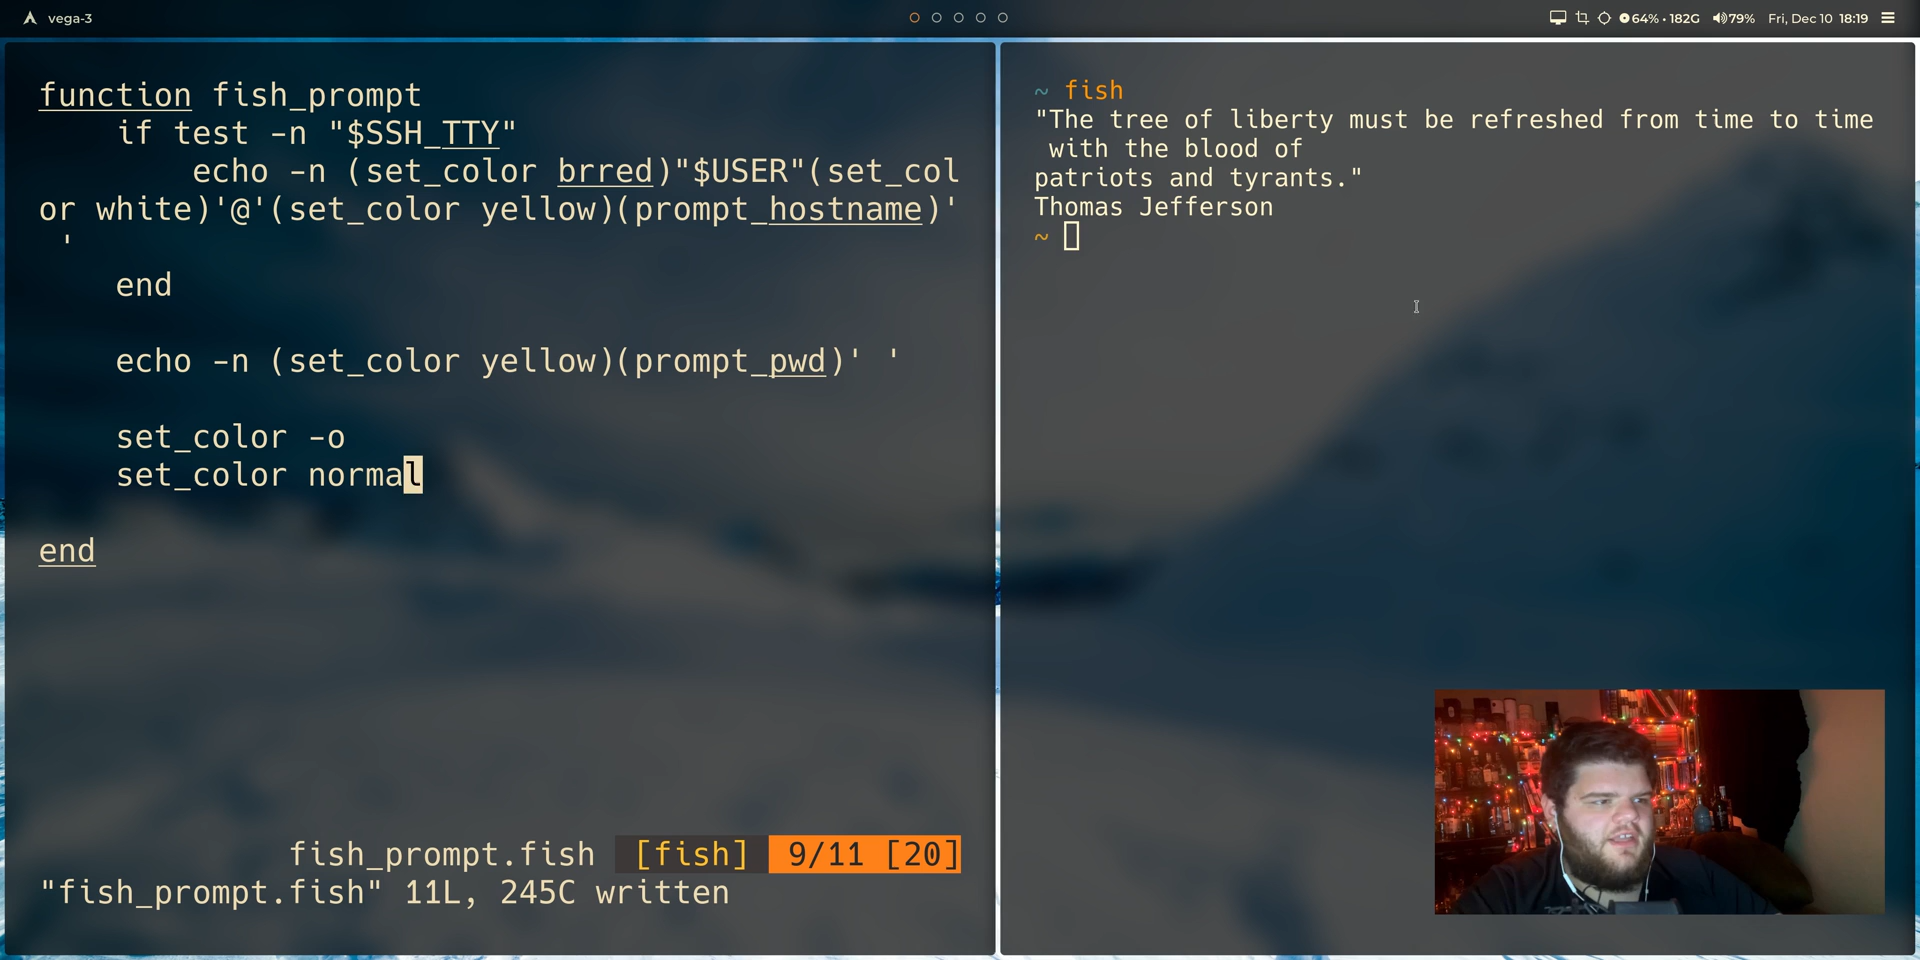 vega-3
64% • 182G
79%
Fri, Dec 10 18:19
function fish_prompt
if test -n "$SSH_TTY"
echo -n (set_color brred)"$USER"(set_col
or white)'@'(set_color yellow)(prompt_hostname)'
'
end
echo -n (set_color yellow)(prompt_pwd)' '
set_color -o
set_color normal
end
fish_prompt.fish [fish] 9/11 [20]
"fish_prompt.fish" 11L, 245C written
~ fish
"The tree of liberty must be refreshed from time to time
with the blood of
patriots and tyrants."
Thomas Jefferson
~